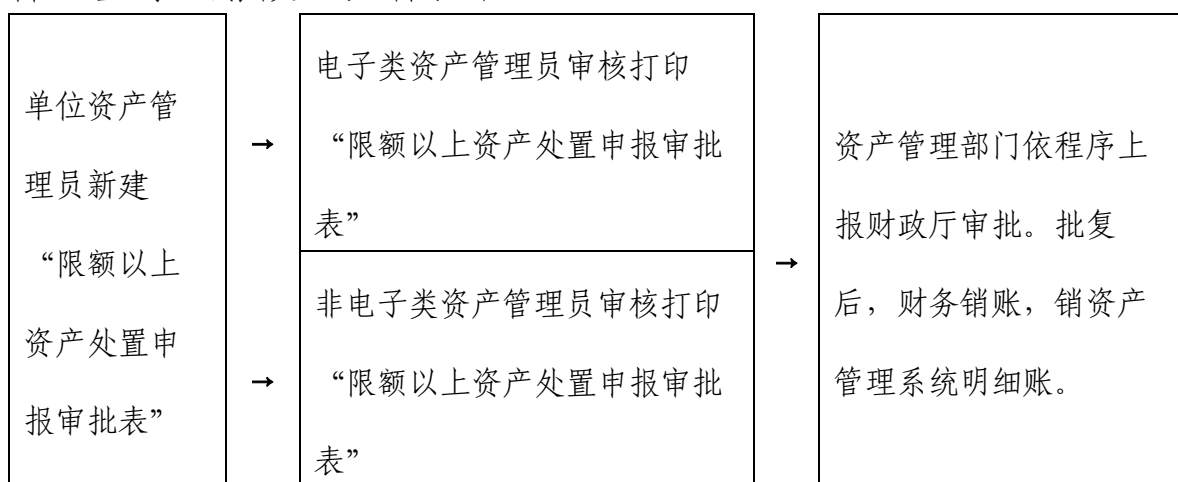 单位资产管
理员新建
“限额以上
资产处置申
报审批表”
→
→
电子类资产管理员审核打印
“限额以上资产处置申报审批
表”
非电子类资产管理员审核打印
“限额以上资产处置申报审批
表”
→
资产管理部门依程序上
报财政厅审批。批复
后，财务销账，销资产
管理系统明细账。